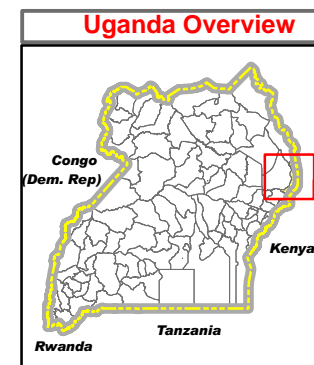 Uganda Overview
Congo
(Dem. Rep)
Kenya
Tanzania
Rwanda